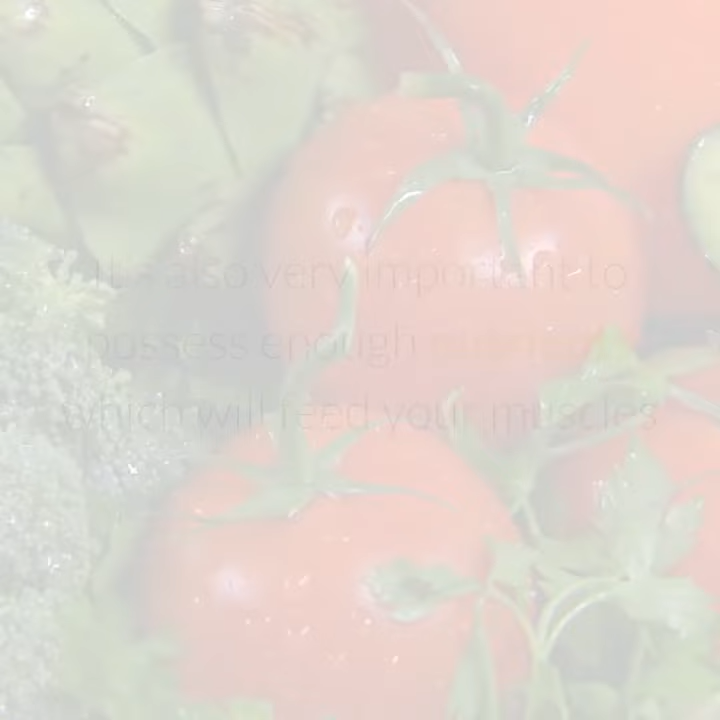 It's also very important to
possess enough
which will feed your muscles